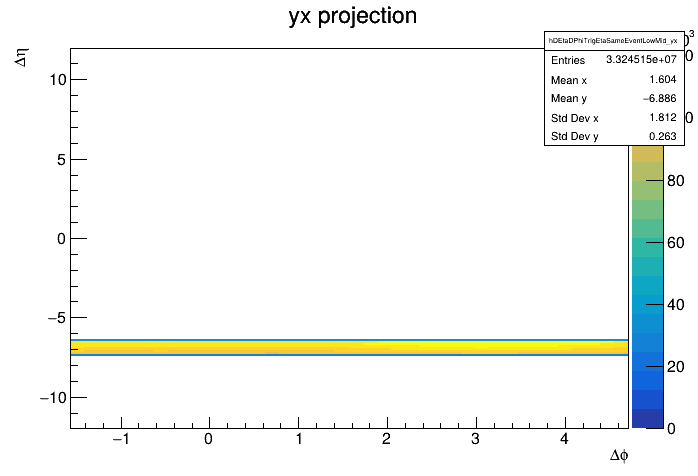 yx projection
hDEtaDPhiTrigEtaSameEventLowMid_yx
Entries 3.324515e+07
Mean x 1.604
Mean y −6.886
Std Dev x 1.812
Std Dev y 0.263
Δη
10
5
0
−5
−10
−1 0 1 2 3 4
Δϕ
80
60
40
20
0